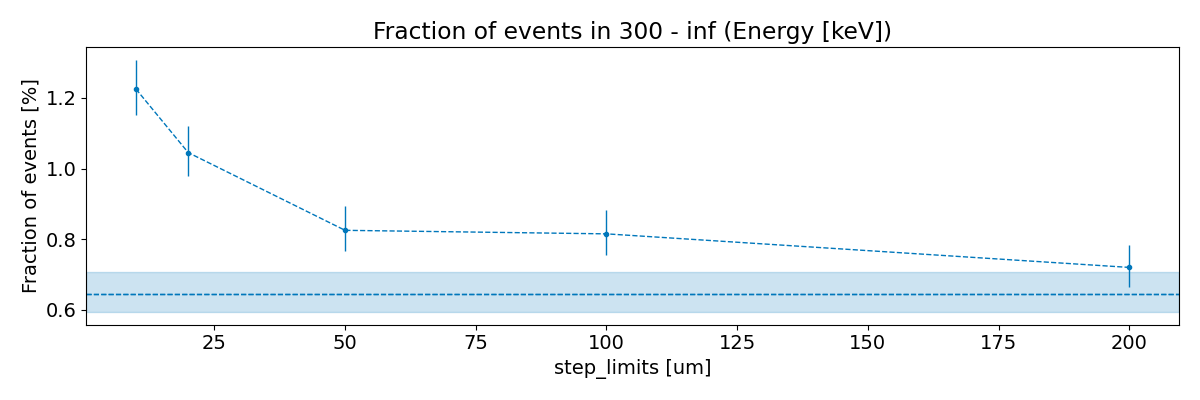 Fraction of events in 300 - inf (Energy [keV])
Fraction of events [%]
1.2
1.0
0.8
0.6
25 50 75 100 125 150 175 200
step_limits [um]